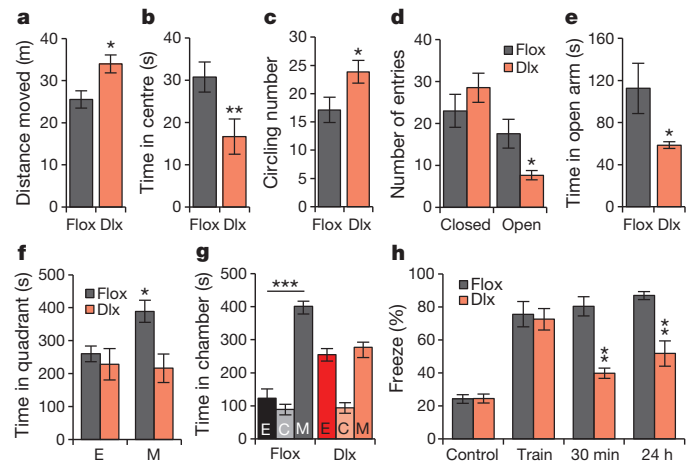 a
Distance moved (m)
40
30
20
10
0
*
Flox Dlx
b
Time in centre (s)
40
30
20
10
0
**
Flox Dlx
c
Circling number
30
25
20
15
10
5
0
*
Flox Dlx
d
Number of entries
40
30
20
10
0
Flox
Dlx
*
Closed Open
e
Time in open arm (s)
160
120
80
40
0
*
Flox Dlx
f
Time in quadrant (s)
500
400
300
200
100
0
Flox
Dlx
*
E M
g
Time in chamber (s)
500
400
300
200
100
0
***
E C M E C M
Flox Dlx
h
Freeze (%)
100
80
60
40
20
0
Flox
Dlx
**
**
Control Train 30 min 24 h